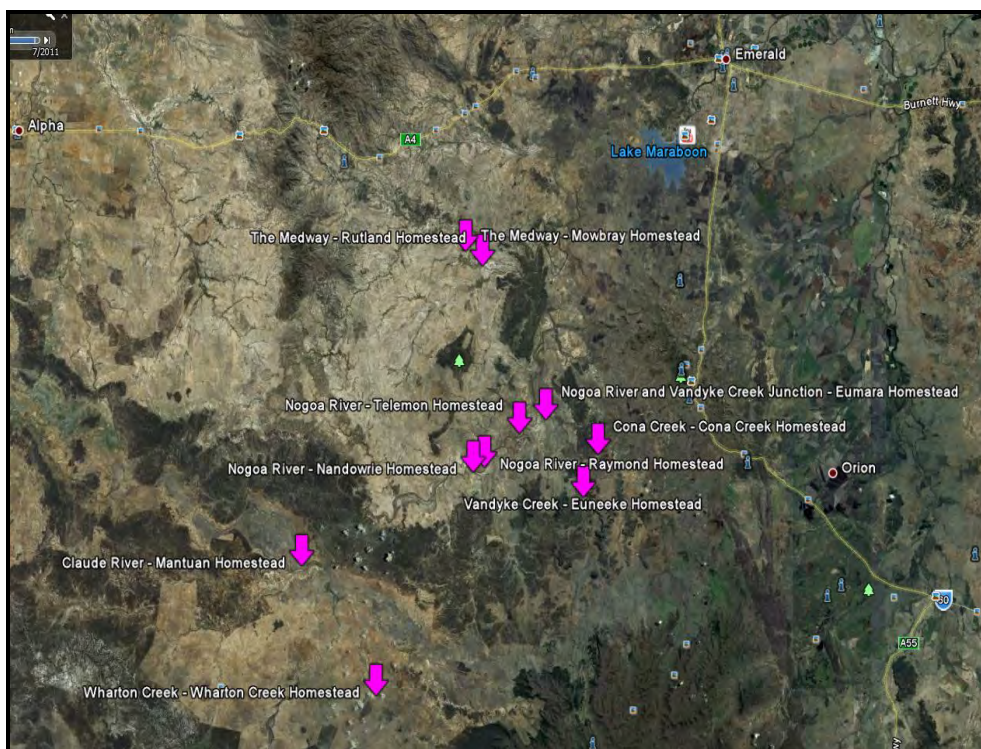 7/2011
Emerald
Burnett Hwy
Alpha
A4
Lake Maraboon
The Medway - Rutland Homestead
The Medway - Mowbray Homestead
Nogoa River and Vandyke Creek Junction - Eumara Homestead
Nogoa River - Telemon Homestead
Cona Creek - Cona Creek Homestead
Nogoa River - Nandowrie Homestead
Nogoa River - Raymond Homestead
Orion
Vandyke Creek - Euneeke Homestead
Claude River - Mantuan Homestead
A55
Wharton Creek - Wharton Creek Homestead